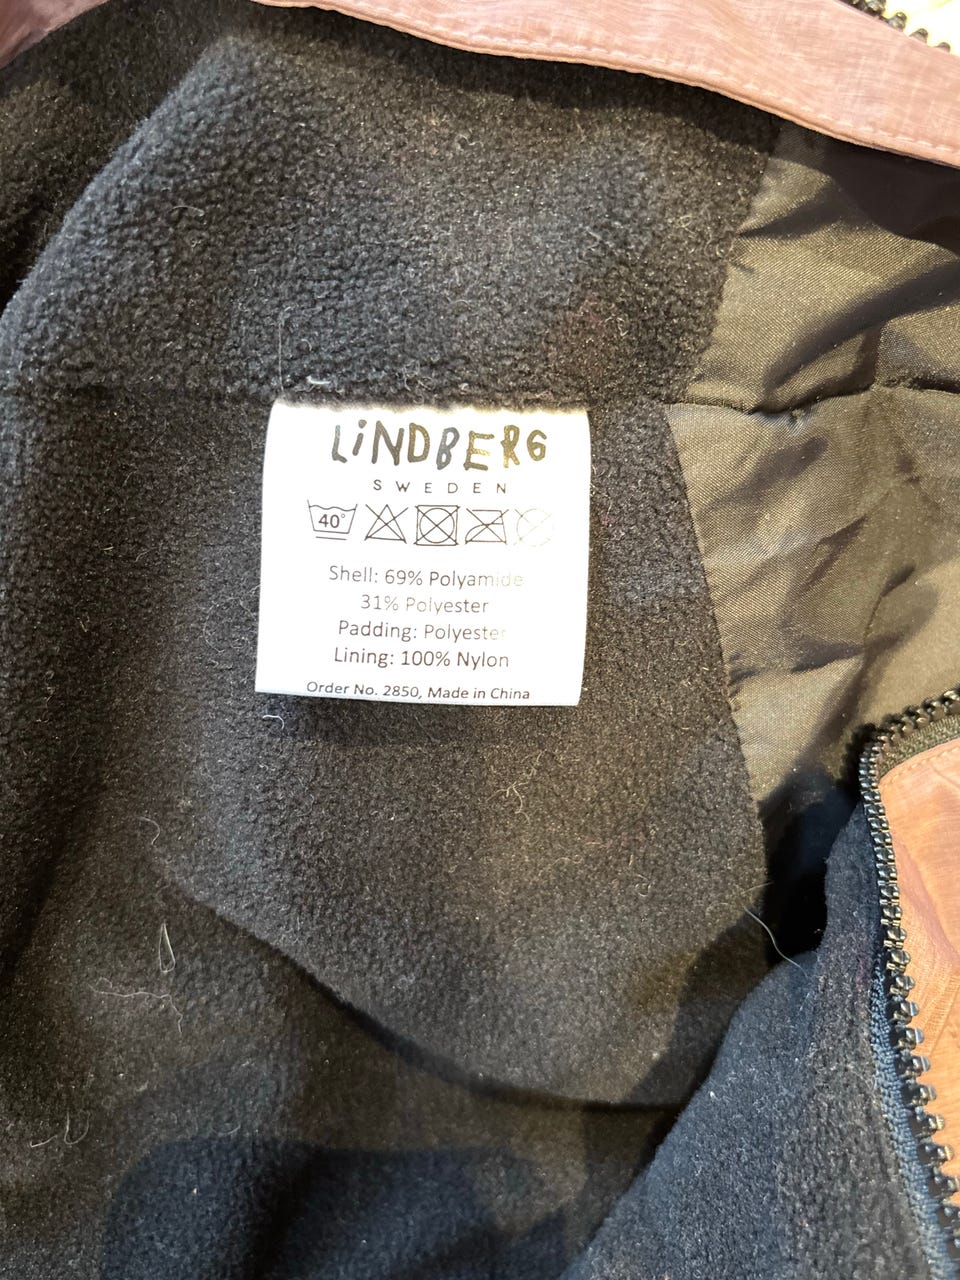 LiNDBERG
SWEDEN
40°
Shell: 69% Polyamide
31% Polyester
Padding: Polyester
Lining: 100% Nylon
Order No. 2850, Made in China